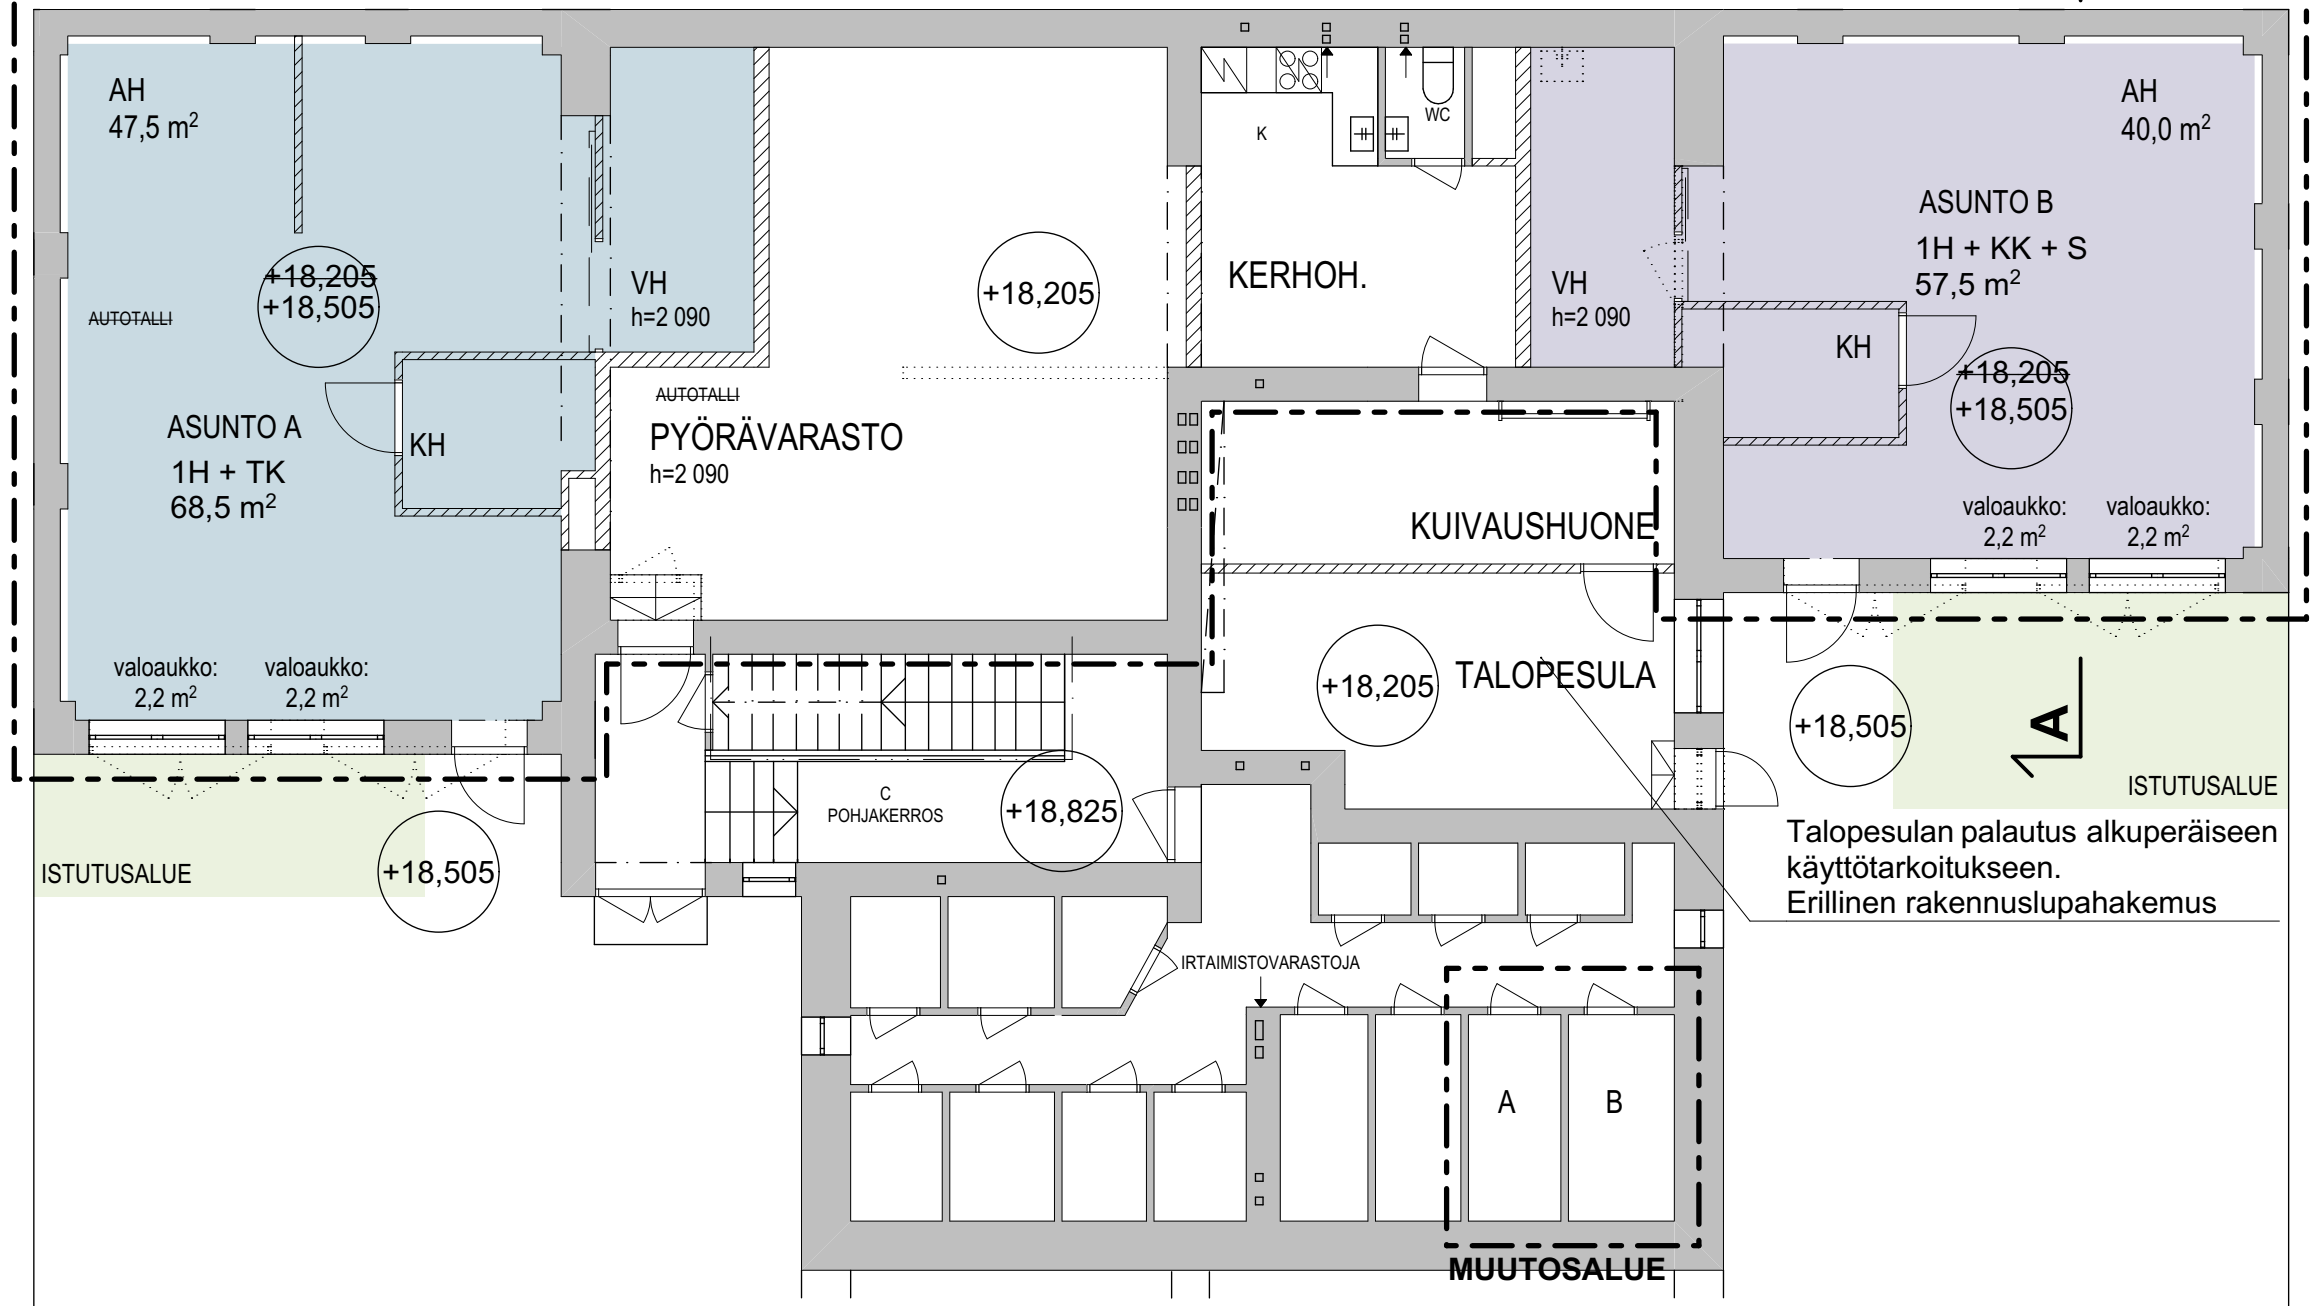 AH
47,5 m²
+18,205
+18,505
AUTOTALLI
VH
h=2 090
ASUNTO A
1H + TK
68,5 m²
KH
valoaukko:
2,2 m²
valoaukko:
2,2 m²
ISTUTUSALUE
+18,505
+18,205
AUTOTALLI
PYÖRÄVARASTO
h=2 090
K
WC
KERHOH.
VH
h=2 090
AH
40,0 m²
ASUNTO B
1H + KK + S
57,5 m²
KH
+18,205
+18,505
valoaukko:
2,2 m²
valoaukko:
2,2 m²
KUIVAUSHUONE
+18,205
TALOPESULA
+18,505
A
ISTUTUSALUE
C
POHJAKERROS
+18,825
Talopesulan palautus alkuperäiseen
käyttötarkoitukseen.
Erillinen rakennuslupahakemus
IRTAIMISTOVARASTOJA
A
B
MUUTOSALUE